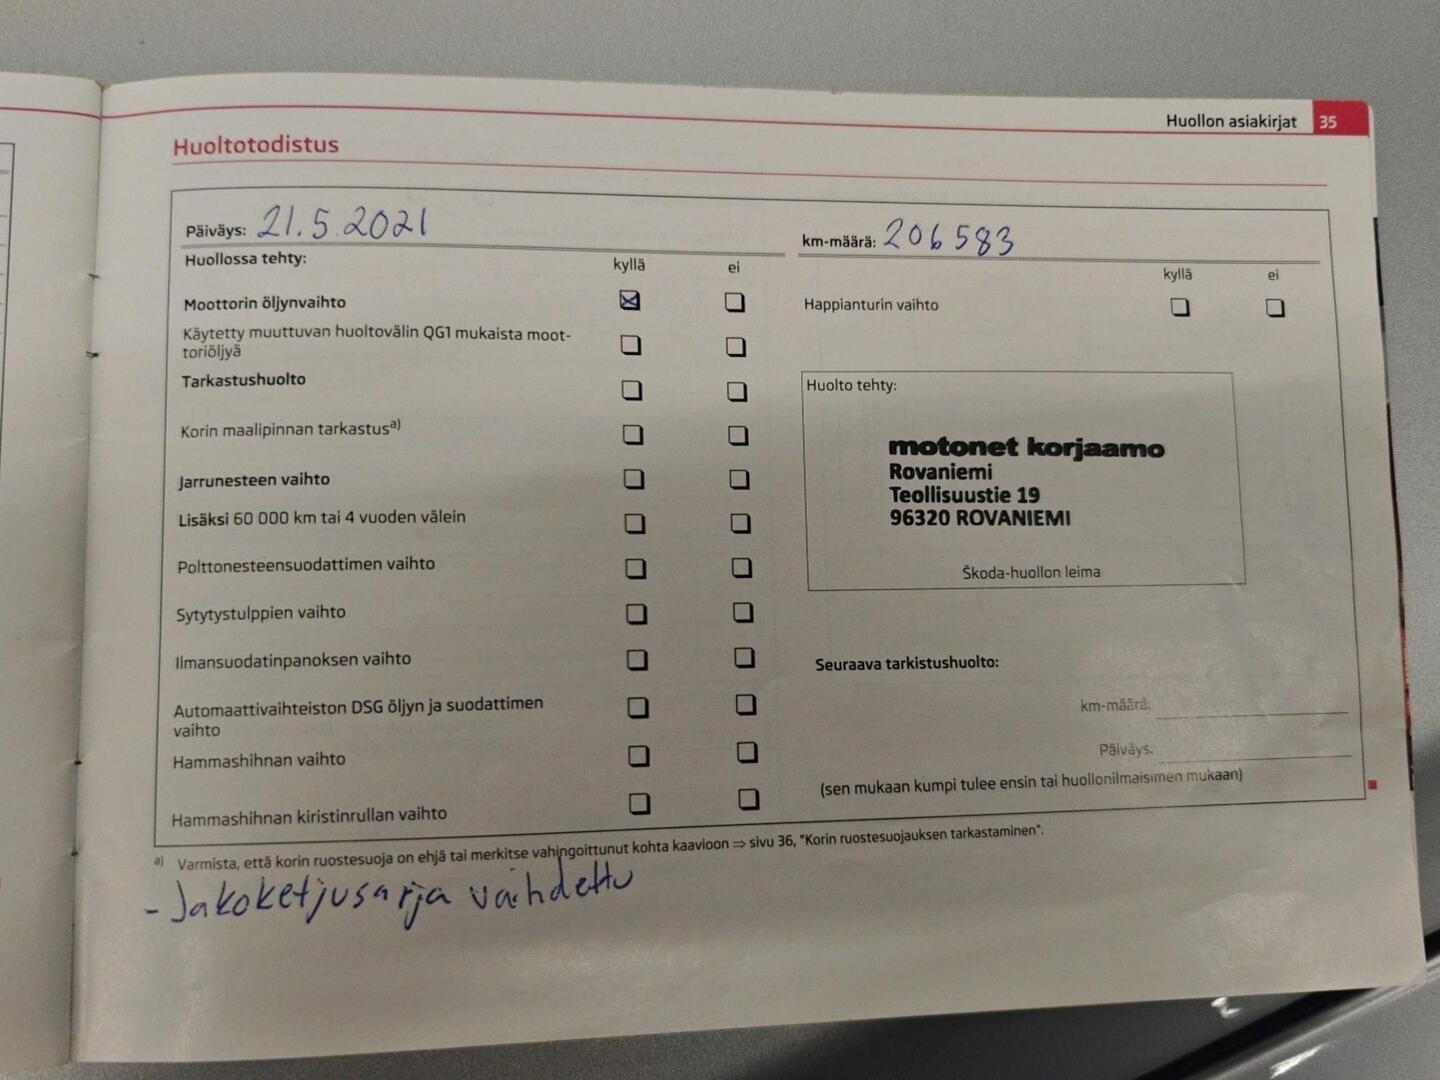 Huollon asiakirjat 35
Huoltotodistus
Päiväys: 21.5.2021
km-määrä: 206583
Huollossa tehty:
kyllä ei
Moottorin öljynvaihto
Käytetty muuttuvan huoltovälin QG1 mukaista moot-
toriöljyä
Tarkastushuolto
Korin maalipinnan tarkastusa)
Jarrunesteen vaihto
Lisäksi 60 000 km tai 4 vuoden välein
Polttonesteensuodattimen vaihto
Sytytystulppien vaihto
Ilmansuodatinpanoksen vaihto
Automaattivaihteiston DSG öljyn ja suodattimen
vaihto
Hammashihnan vaihto
Hammashihnan kiristinrullan vaihto
kyllä ei
Happianturin vaihto
Huolto tehty:
motonet korjaamo
Rovaniemi
Teollisuustie 19
96320 ROVANIEMI
Škoda-huollon leima
Seuraava tarkistushuolto:
km-määrä:
Päiväys:
(sen mukaan kumpi tulee ensin tai huollonilmaisimen mukaan)
a) Varmista, että korin ruostesuoja on ehjä tai merkitse vahingoittunut kohta kaavioon ⇒ sivu 36, "Korin ruostesuojauksen tarkastaminen".
- Jakoketjusarja vaihdettu